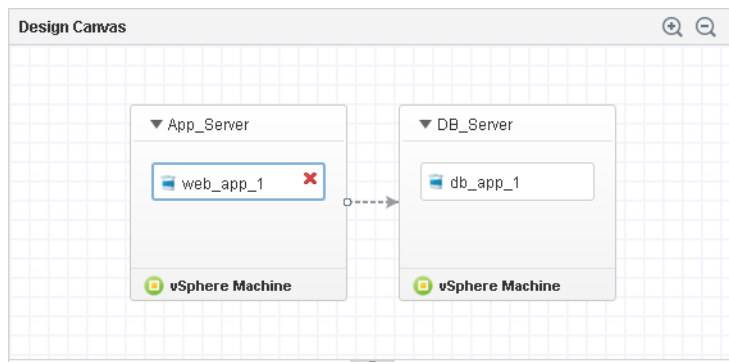 Design Canvas
App_Server
DB_Server
web_app_1
db_app_1
vSphere Machine
vSphere Machine